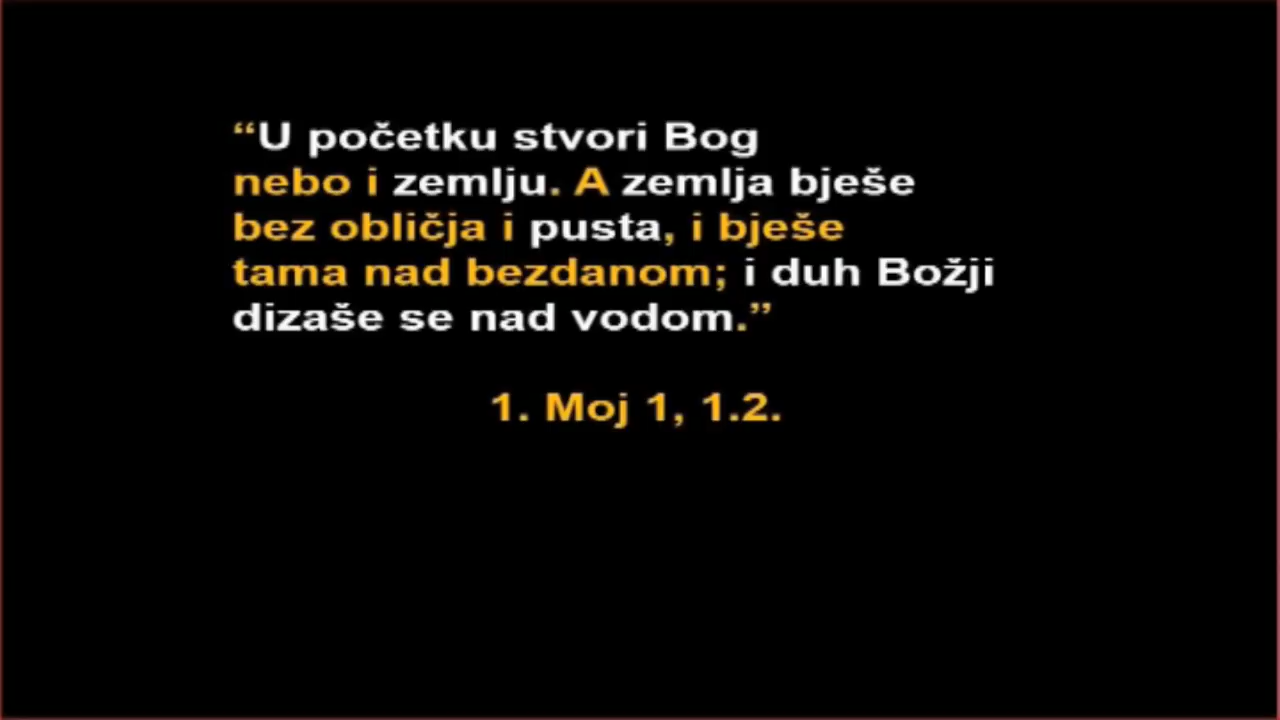 “U početku stvori Bog
nebo i zemlju. A zemlja bješe
bez obličja i pusta, i bješe
tama nad bezdanom; i duh Božji
dizaše se nad vodom.”
1. Moj 1, 1.2.